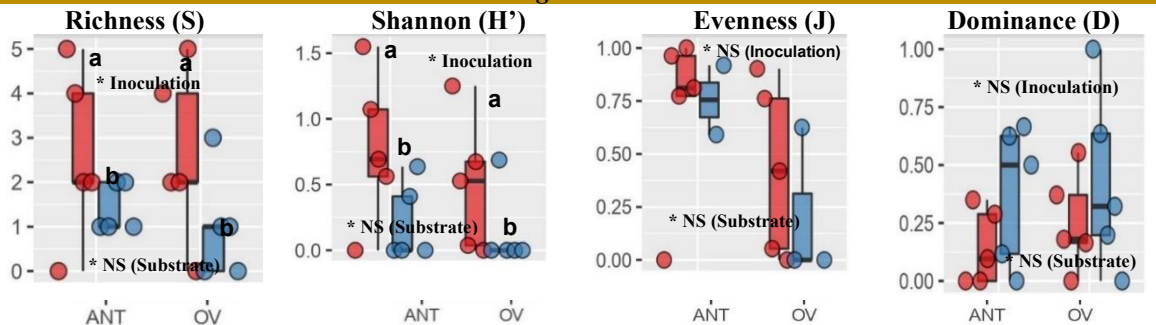 Richness (S)
5
4
3
2
1
0
a
* Inoculation
a
b
b
* NS (Substrate)
ANT
OV
Shannon (H’)
1.5
1.0
0.5
0.0
a
* Inoculation
a
b
* NS (Substrate)
b
ANT
OV
Evenness (J)
1.00
0.75
0.50
0.25
0.00
* NS (Inoculation)
* NS (Substrate)
ANT
OV
Dominance (D)
1.00
0.75
0.50
0.25
0.00
* NS (Inoculation)
* NS (Substrate)
ANT
OV